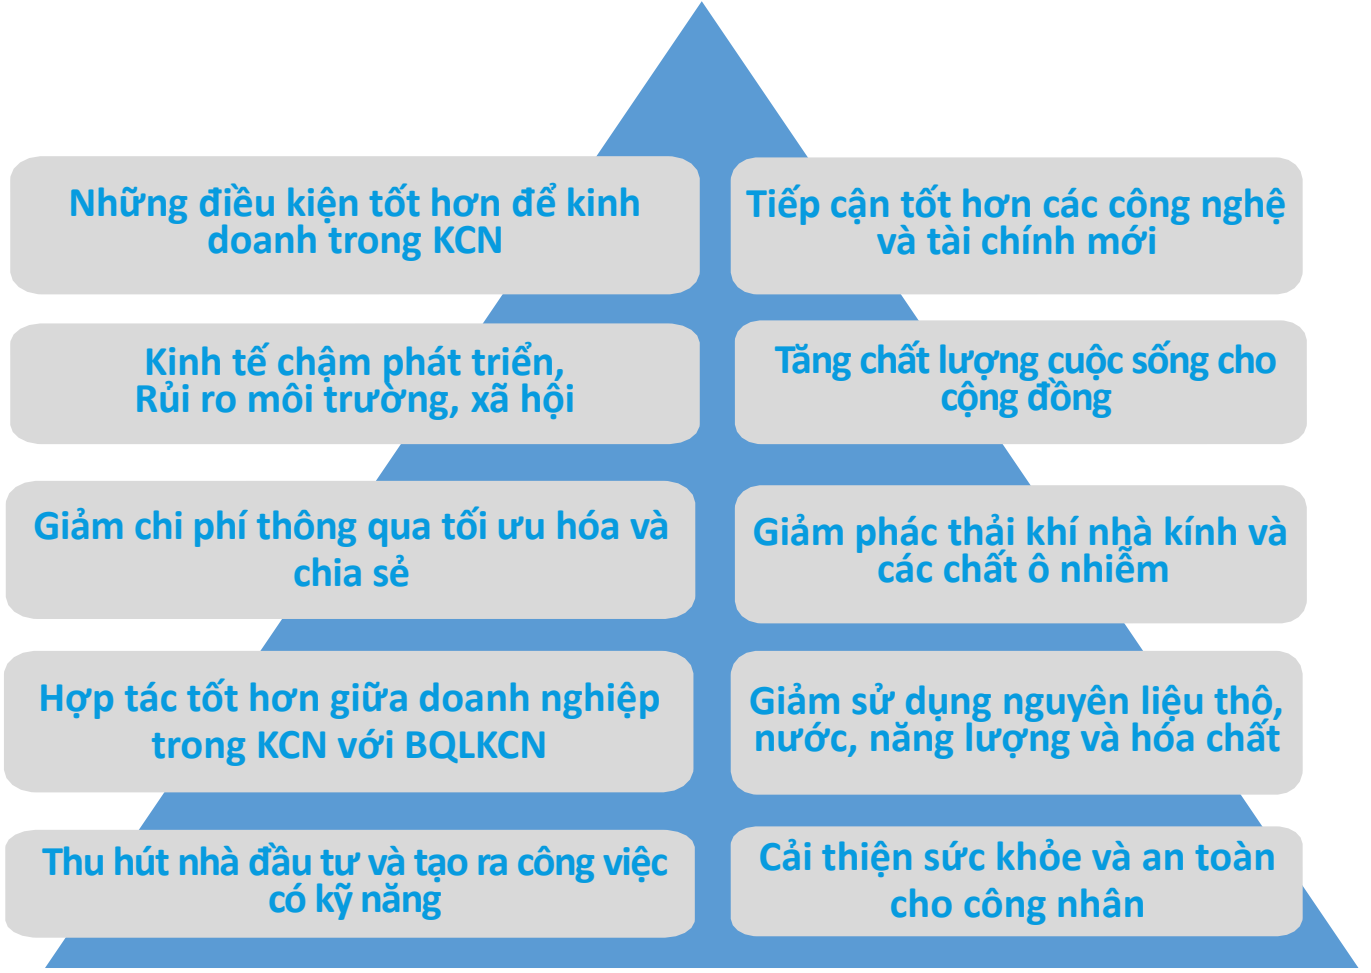 Những điều kiện tốt hơn để kinh
doanh trong KCN
Tiếp cận tốt hơn các công nghệ
và tài chính mới
Kinh tế chậm phát triển,
Rủi ro môi trường, xã hội
Tăng chất lượng cuộc sống cho
cộng đồng
Giảm chi phí thông qua tối ưu hóa và
chia sẻ
Giảm phác thải khí nhà kính và
các chất ô nhiễm
Hợp tác tốt hơn giữa doanh nghiệp
trong KCN với BQLKCN
Giảm sử dụng nguyên liệu thô,
nước, năng lượng và hóa chất
Thu hút nhà đầu tư và tạo ra công việc
có kỹ năng
Cải thiện sức khỏe và an toàn
cho công nhân